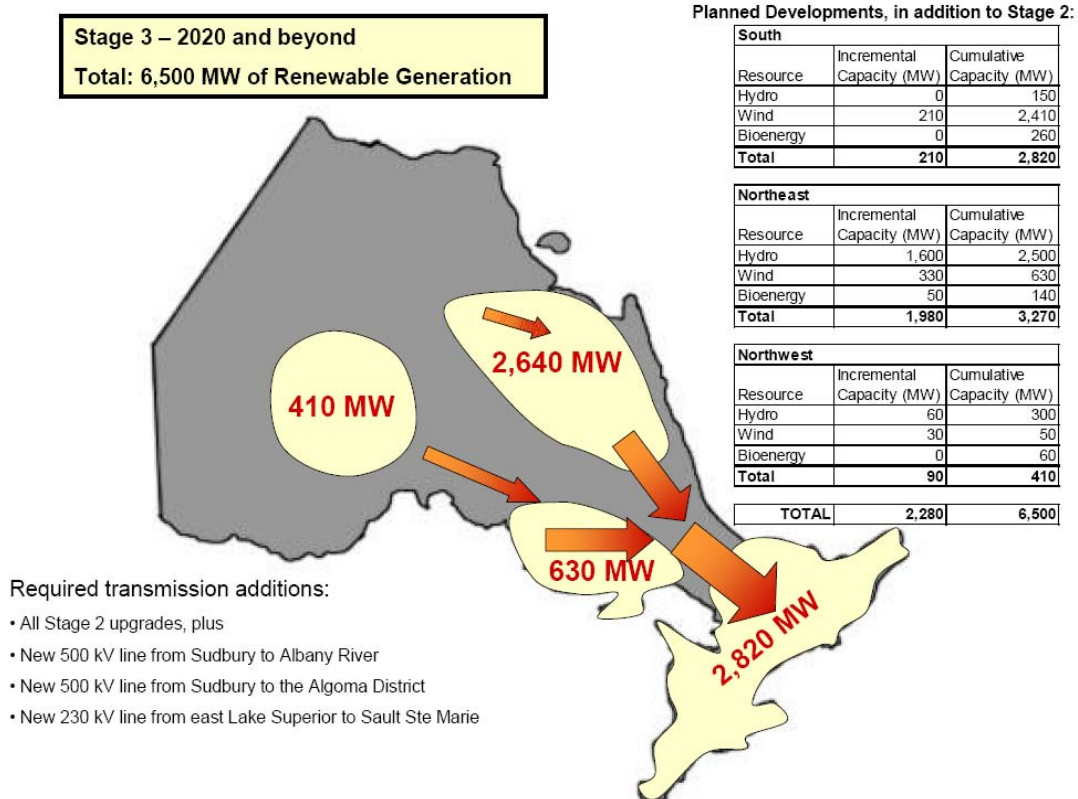 Stage 3 – 2020 and beyond
Total: 6,500 MW of Renewable Generation
Planned Developments, in addition to Stage 2:
South
Resource Incremental Capacity (MW) Cumulative Capacity (MW)
Hydro 0 150
Wind 210 2,410
Bioenergy 0 260
Total 210 2,820
Northeast
Resource Incremental Capacity (MW) Cumulative Capacity (MW)
Hydro 1,600 2,500
Wind 330 630
Bioenergy 50 140
Total 1,980 3,270
Northwest
Resource Incremental Capacity (MW) Cumulative Capacity (MW)
Hydro 60 300
Wind 30 50
Bioenergy 0 60
Total 90 410
TOTAL 2,280 6,500
2,640 MW
410 MW
630 MW
2,820 MW
Required transmission additions:
• All Stage 2 upgrades, plus
• New 500 kV line from Sudbury to Albany River
• New 500 kV line from Sudbury to the Algoma District
• New 230 kV line from east Lake Superior to Sault Ste Marie